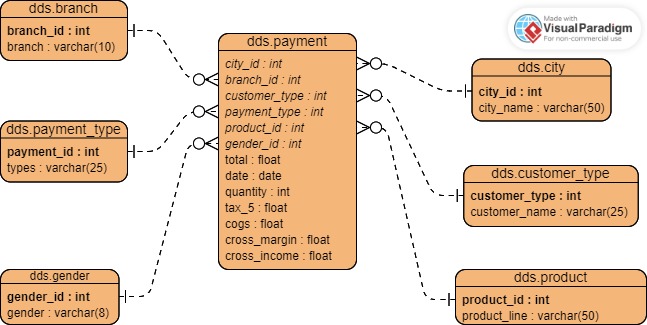 dds.branch
branch_id : int
branch : varchar(10)
dds.payment_type
payment_id : int
types : varchar(25)
dds.gender
gender_id : int
gender : varchar(8)
dds.payment
city_id : int
branch_id : int
customer_type : int
payment_type : int
product_id : int
gender_id : int
total : float
date : date
quantity : int
tax_5 : float
cogs : float
cross_margin : float
cross_income : float
Made with
VisualParadigm
For non-commercial use
dds.city
city_id : int
city_name : varchar(50)
dds.customer_type
customer_type : int
customer_name : varchar(25)
dds.product
product_id : int
product_line : varchar(50)